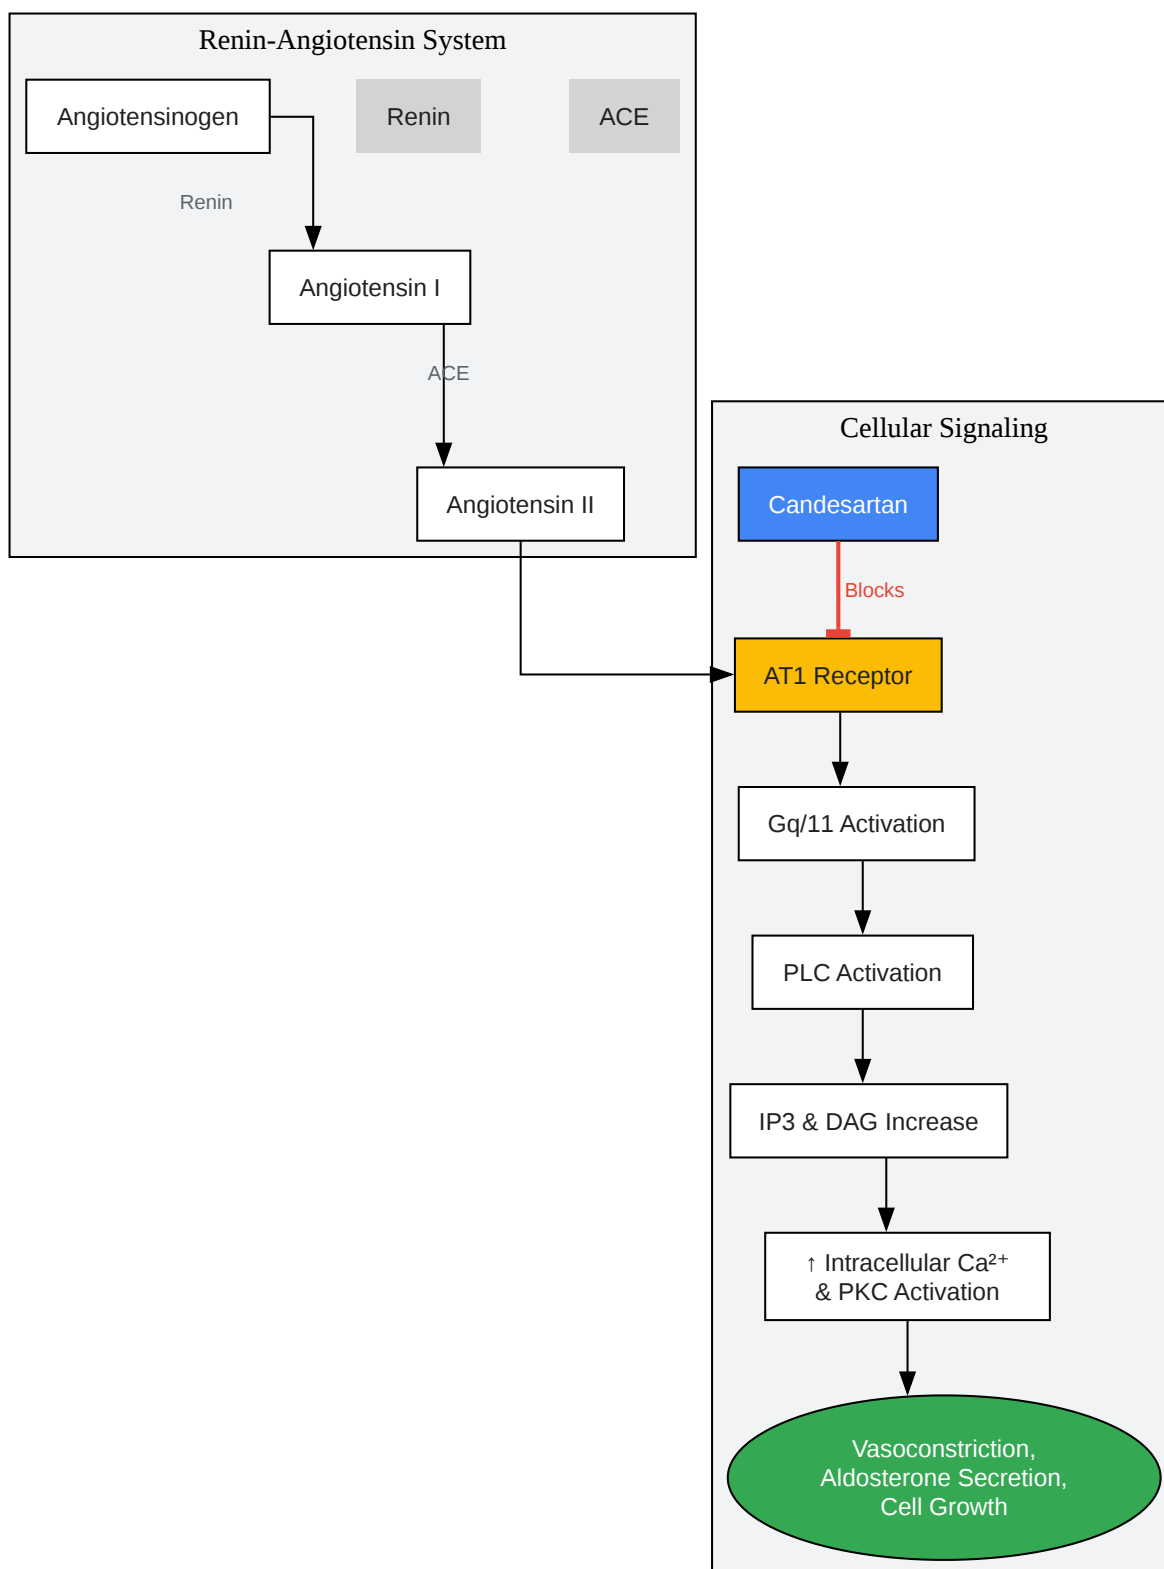 Renin-Angiotensin System
Angiotensinogen
Renin
ACE
Renin
Angiotensin I
ACE
Angiotensin II
Cellular Signaling
Candesartan
Blocks
AT1 Receptor
Gq/11 Activation
PLC Activation
IP3 & DAG Increase
↑ Intracellular Ca²⁺
& PKC Activation
Vasoconstriction,
Aldosterone Secretion,
Cell Growth